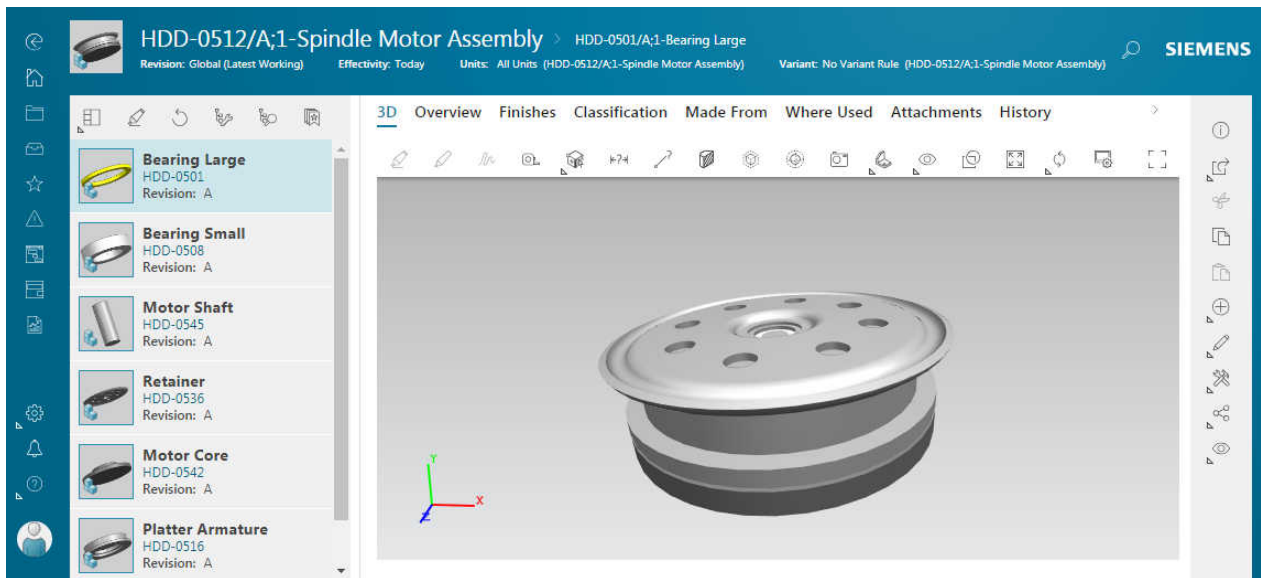 HDD-0512/A;1-Spindle Motor Assembly > HDD-0501/A;1-Bearing Large
Revision: Global (Latest Working) Effectivity: Today Units: All Units (HDD-0512/A;1-Spindle Motor Assembly) Variant: No Variant Rule (HDD-0512/A;1-Spindle Motor Assembly)
SIEMENS
3D Overview Finishes Classification Made From Where Used Attachments History >
Bearing Large
HDD-0501
Revision: A
Bearing Small
HDD-0508
Revision: A
Motor Shaft
HDD-0545
Revision: A
Retainer
HDD-0536
Revision: A
Motor Core
HDD-0542
Revision: A
Platter Armature
HDD-0516
Revision: A
Y
X
Z